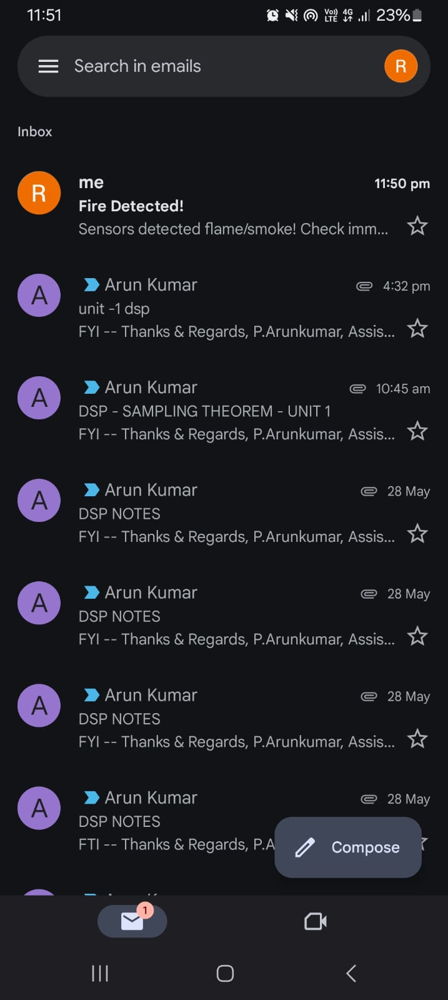 11:51
Vo)) LTE 4G 23%
Search in emails
R
Inbox
R
me
11:50 pm
Fire Detected!
Sensors detected flame/smoke! Check imm...
A
Arun Kumar
4:32 pm
unit -1 dsp
FYI -- Thanks & Regards, P.Arunkumar, Assis...
A
Arun Kumar
10:45 am
DSP - SAMPLING THEOREM - UNIT 1
FYI -- Thanks & Regards, P.Arunkumar, Assis...
A
Arun Kumar
28 May
DSP NOTES
FYI -- Thanks & Regards, P.Arunkumar, Assis...
A
Arun Kumar
28 May
DSP NOTES
FYI -- Thanks & Regards, P.Arunkumar, Assis...
A
Arun Kumar
28 May
DSP NOTES
FYI -- Thanks & Regards, P.Arunkumar, Assis...
A
Arun Kumar
28 May
DSP NOTES
FTI -- Thanks & Regards, P.A
Compose
1